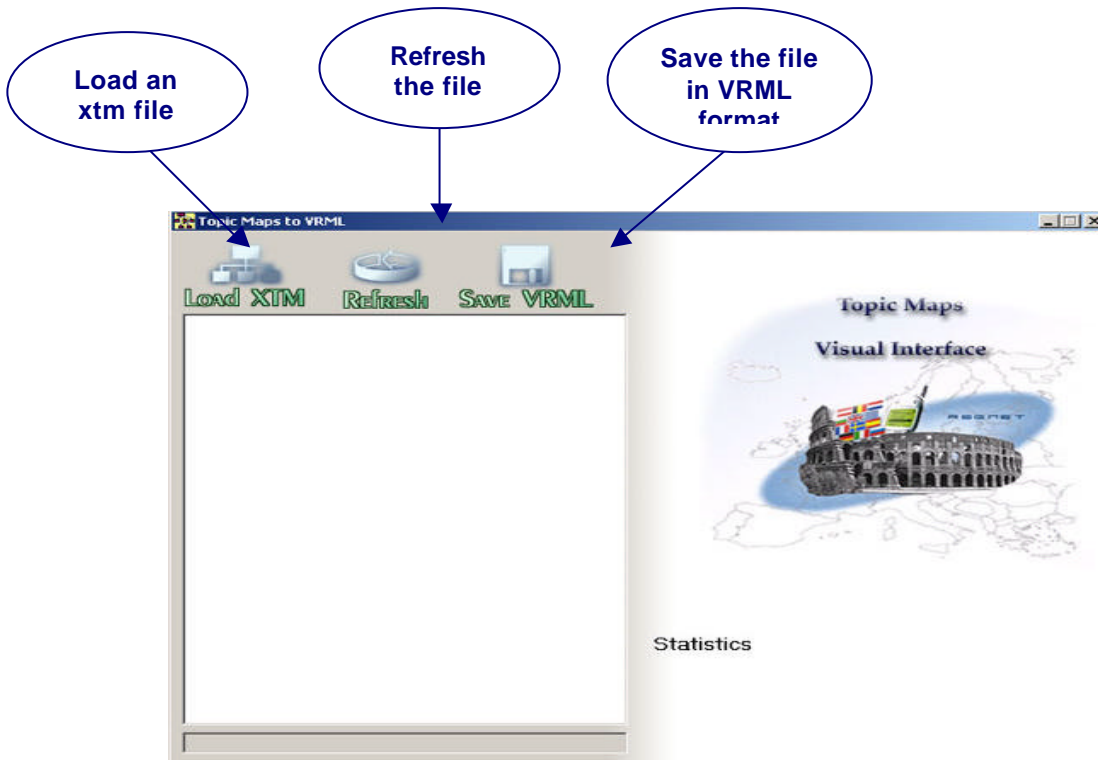 Load an
xtm file
Refresh
the file
Save the file
in VRML
format
Topic Maps to VRML
Load XTM
Refresh
Save VRML
Topic Maps
Visual Interface
REGNET
Statistics